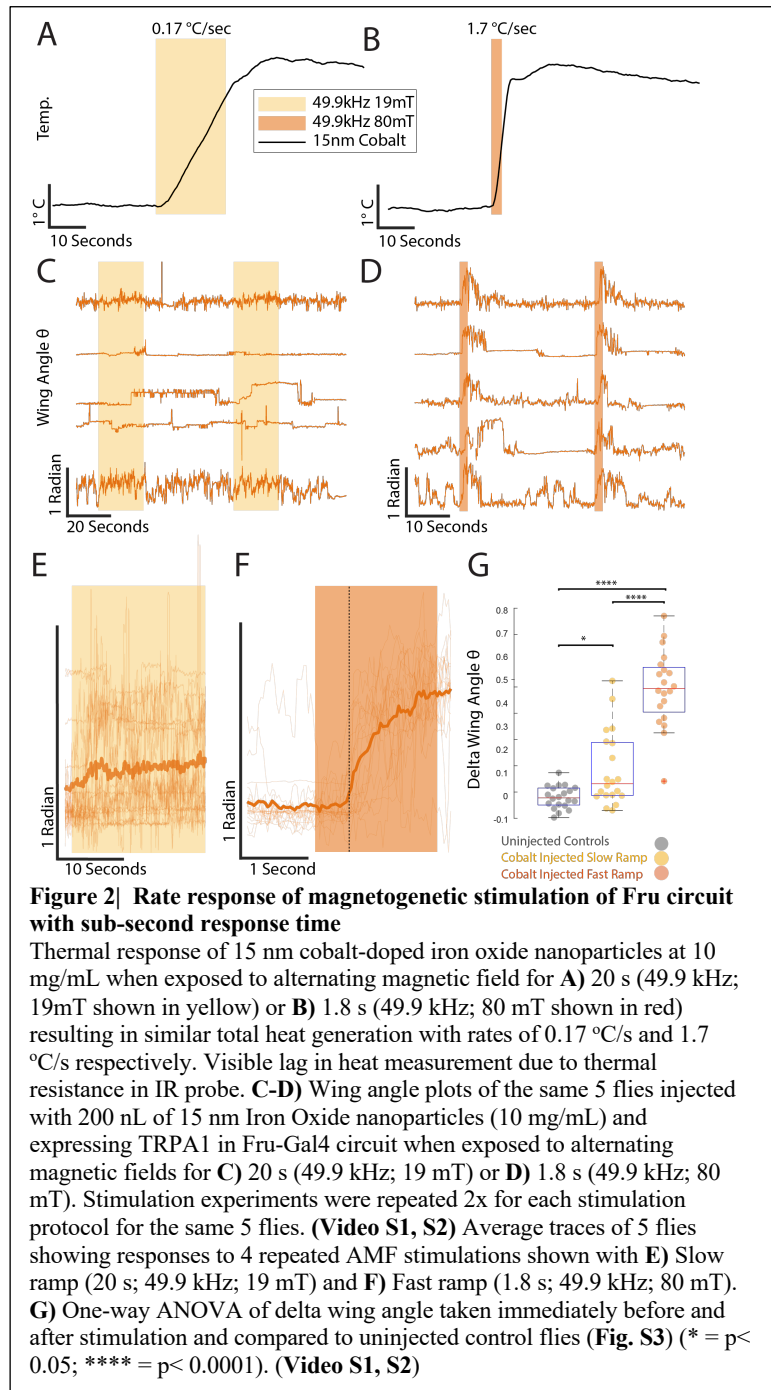 A
0.17 °C/sec
B
1.7 °C/sec
Temp.
49.9kHz 19mT
49.9kHz 80mT
15nm Cobalt
1° C
10 Seconds
1° C
10 Seconds
C
D
Wing Angle θ
1 Radian
20 Seconds
1 Radian
10 Seconds
E
F
G
1 Radian
10 Seconds
1 Radian
1 Second
Delta Wing Angle θ
****
****
*
0.8
0.7
0.6
0.5
0.4
0.3
0.2
0.1
0
-0.1
Uninjected Controls
Cobalt Injected Slow Ramp
Cobalt Injected Fast Ramp
Figure 2| Rate response of magnetogenetic stimulation of Fru circuit
with sub-second response time
Thermal response of 15 nm cobalt-doped iron oxide nanoparticles at 10
mg/mL when exposed to alternating magnetic field for A) 20 s (49.9 kHz;
19mT shown in yellow) or B) 1.8 s (49.9 kHz; 80 mT shown in red)
resulting in similar total heat generation with rates of 0.17 ºC/s and 1.7
ºC/s respectively. Visible lag in heat measurement due to thermal
resistance in IR probe. C-D) Wing angle plots of the same 5 flies injected
with 200 nL of 15 nm Iron Oxide nanoparticles (10 mg/mL) and
expressing TRPA1 in Fru-Gal4 circuit when exposed to alternating
magnetic fields for C) 20 s (49.9 kHz; 19 mT) or D) 1.8 s (49.9 kHz; 80
mT). Stimulation experiments were repeated 2x for each stimulation
protocol for the same 5 flies. (Video S1, S2) Average traces of 5 flies
showing responses to 4 repeated AMF stimulations shown with E) Slow
ramp (20 s; 49.9 kHz; 19 mT) and F) Fast ramp (1.8 s; 49.9 kHz; 80 mT).
G) One-way ANOVA of delta wing angle taken immediately before and
after stimulation and compared to uninjected control flies (Fig. S3) (* = p<
0.05; **** = p< 0.0001). (Video S1, S2)